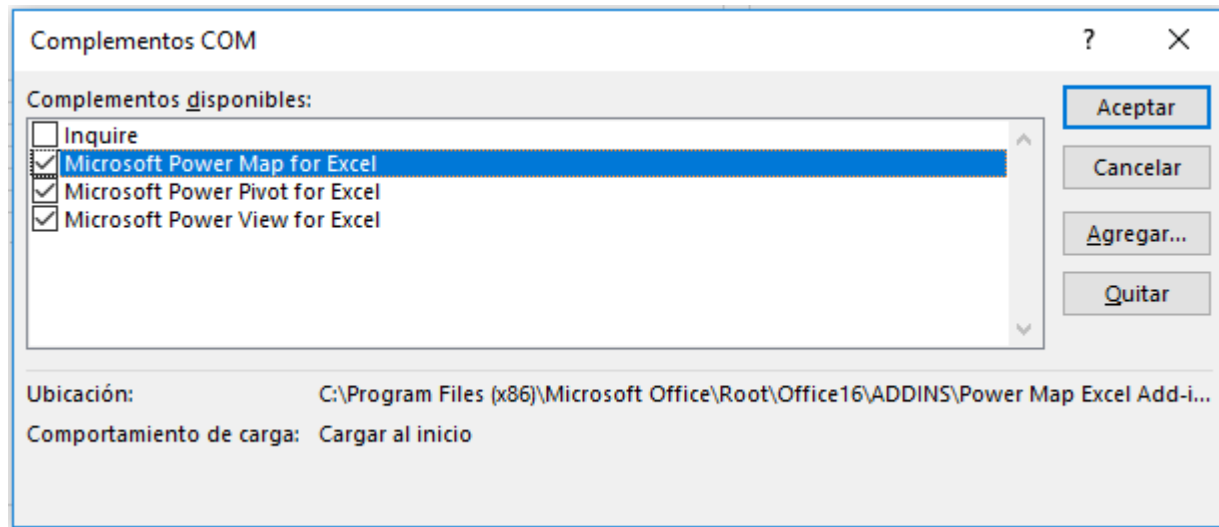 Complementos COM
Complementos disponibles:
Inquire
Microsoft Power Map for Excel
Microsoft Power Pivot for Excel
Microsoft Power View for Excel
Aceptar
Cancelar
Agregar...
Quitar
Ubicación: C:\Program Files (x86)\Microsoft Office\Root\Office16\ADDINS\Power Map Excel Add-i...
Comportamiento de carga: Cargar al inicio